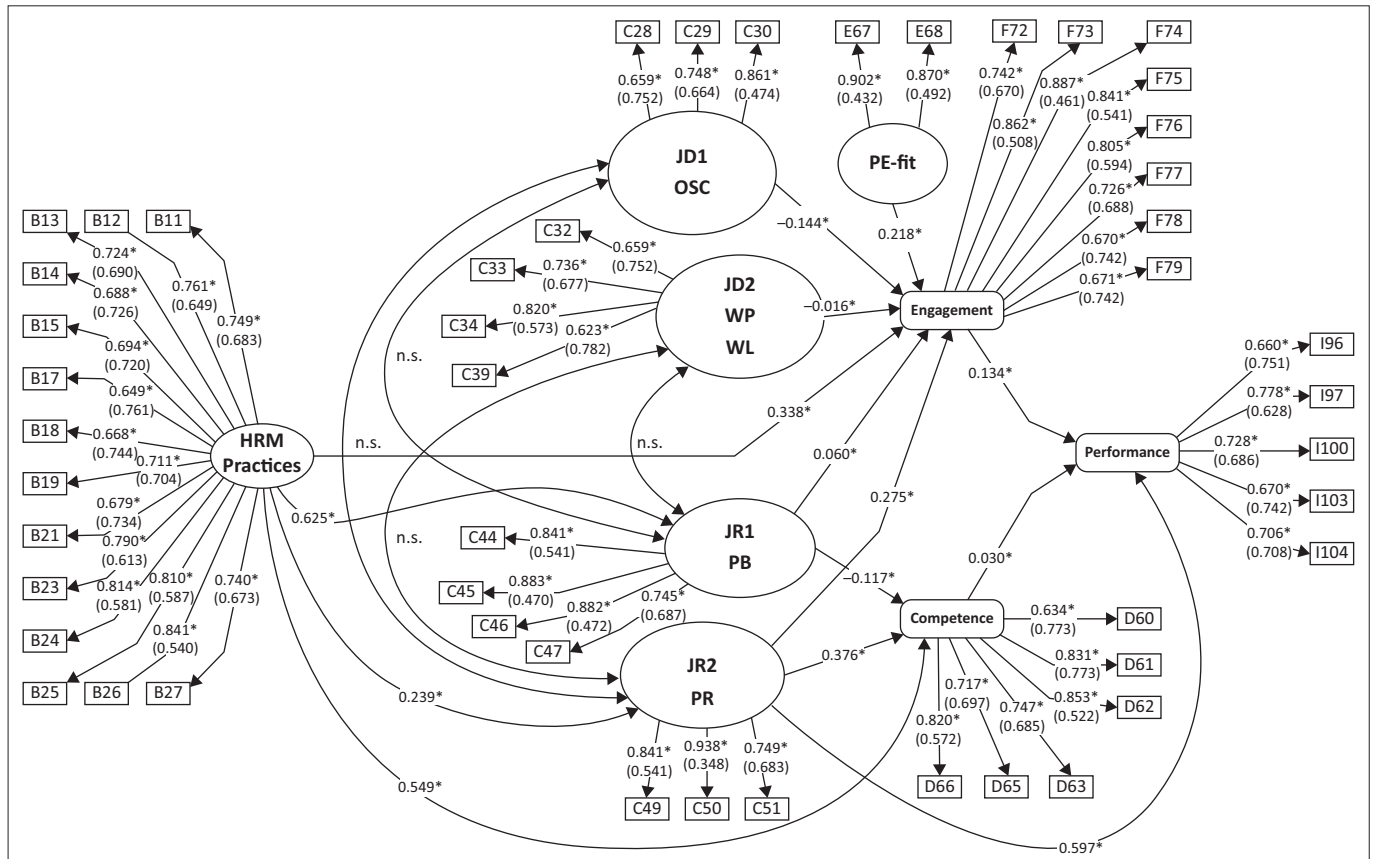 C28
C29
C30
E67
E68
F72
F73
F74
0.659*
(0.752)
0.748*
(0.664)
0.861*
(0.474)
0.902*
(0.432)
0.870*
(0.492)
0.742*
(0.670)
0.862*
(0.508)
0.887*
(0.461)
0.841*
(0.541)
F75
0.805*
(0.594)
F76
0.726*
(0.688)
F77
0.670*
(0.742)
F78
0.671*
(0.742)
F79
JD1
OSC
PE-fit
−0.144*
0.218*
B13
B12
B11
0.724*
(0.690)
0.761*
(0.649)
0.749*
(0.683)
B14
0.688*
(0.726)
B15
0.694*
(0.720)
B17
0.649*
(0.761)
B18
0.668*
(0.744)
B19
0.711*
(0.704)
B21
0.679*
(0.734)
B23
0.790*
(0.613)
B24
0.814*
(0.581)
B25
0.810*
(0.587)
B26
0.841*
(0.540)
B27
0.740*
(0.673)
HRM
Practices
C32
0.659*
(0.752)
C33
0.736*
(0.677)
C34
0.820*
(0.573)
C39
0.623*
(0.782)
JD2
WP
WL
−0.016*
Engagement
n.s.
n.s.
n.s.
n.s.
0.338*
0.060*
0.275*
0.134*
0.625*
0.239*
0.549*
C44
0.841*
(0.541)
C45
0.883*
(0.470)
C46
0.882*
(0.472)
C47
0.745*
(0.687)
JR1
PB
−0.117*
JR2
PR
0.376*
C49
0.841*
(0.541)
C50
0.938*
(0.348)
C51
0.749*
(0.683)
Competence
0.030*
0.634*
(0.773)
D60
0.831*
(0.773)
D61
0.853*
(0.522)
D62
0.747*
(0.685)
D63
0.717*
(0.697)
D65
0.820*
(0.572)
D66
0.597*
Performance
0.660*
(0.751)
I96
0.778*
(0.628)
I97
0.728*
(0.686)
I100
0.670*
(0.742)
I103
0.706*
(0.708)
I104